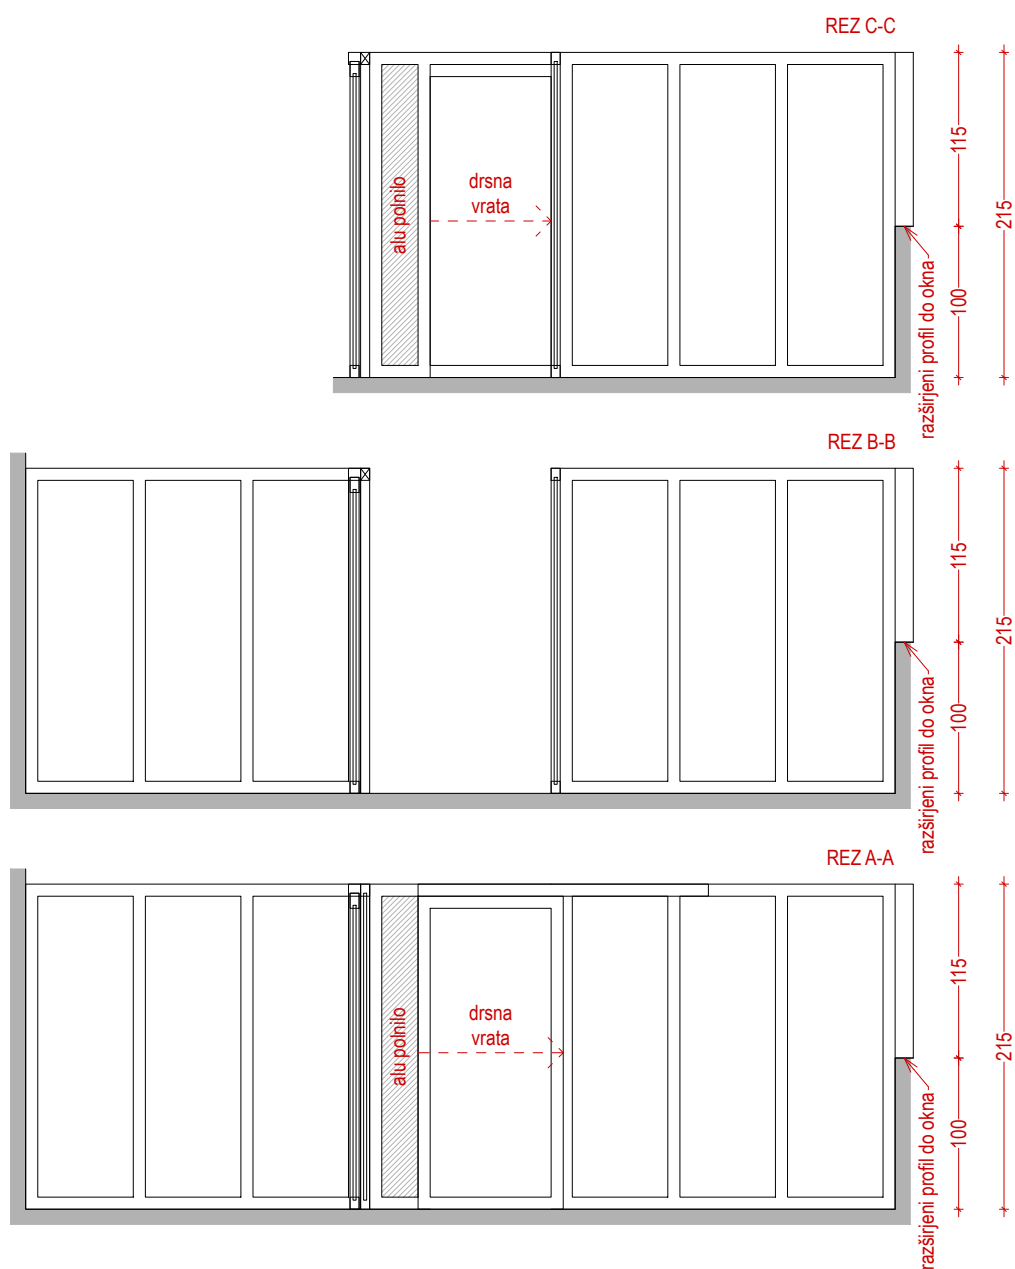 REZ C-C
alu polnilo
drsna
vrata
115
215
100
razširjeni profil do okna
REZ B-B
115
215
100
razširjeni profil do okna
REZ A-A
alu polnilo
drsna
vrata
115
215
100
razširjeni profil do okna